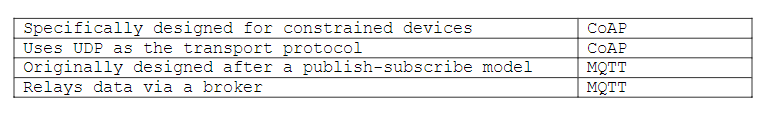 Specifically designed for constrained devices CoAP
Uses UDP as the transport protocol CoAP
Originally designed after a publish-subscribe model MQTT
Relays data via a broker MQTT